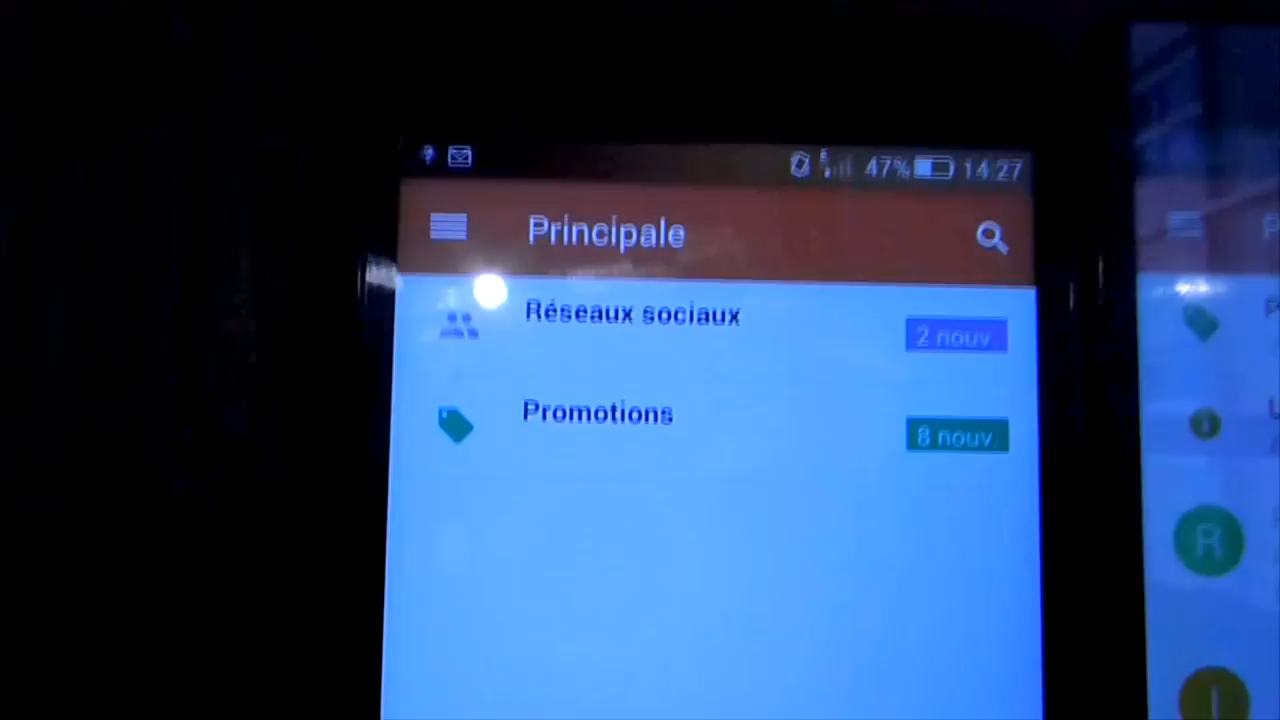 E 47% 14:27
Principale
Réseaux sociaux
2 nouv.
Promotions
8 nouv.
R